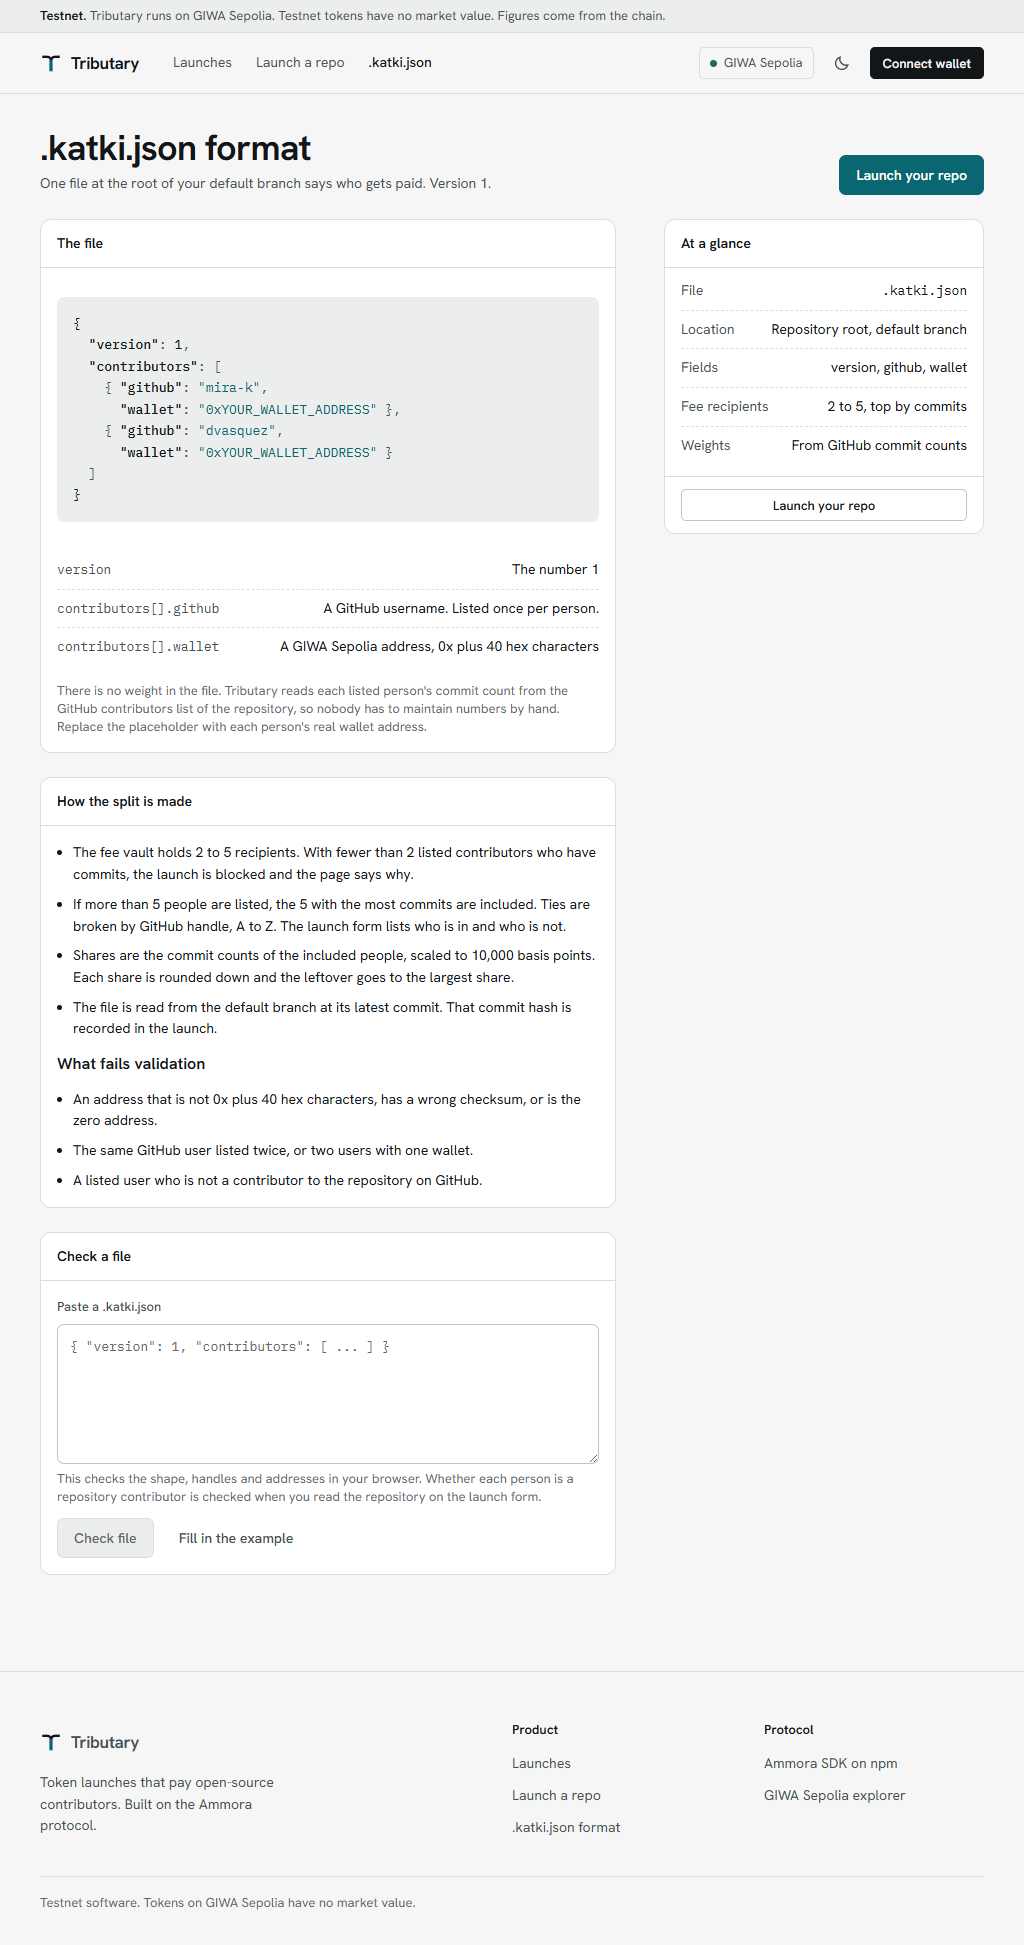 Testnet. Tributary runs on GIWA Sepolia. Testnet tokens have no market value. Figures come from the chain.
Tributary
Launches
Launch a repo
.katki.json
GIWA Sepolia
Connect wallet
.katki.json format
One file at the root of your default branch says who gets paid. Version 1.
Launch your repo
The file
{
  "version": 1,
  "contributors": [
    { "github": "mira-k",
      "wallet": "0xYOUR_WALLET_ADDRESS" },
    { "github": "dvasquez",
      "wallet": "0xYOUR_WALLET_ADDRESS" }
  ]
}
version The number 1
contributors[].github A GitHub username. Listed once per person.
contributors[].wallet A GIWA Sepolia address, 0x plus 40 hex characters
There is no weight in the file. Tributary reads each listed person's commit count from the
GitHub contributors list of the repository, so nobody has to maintain numbers by hand.
Replace the placeholder with each person's real wallet address.
At a glance
File .katki.json
Location Repository root, default branch
Fields version, github, wallet
Fee recipients 2 to 5, top by commits
Weights From GitHub commit counts
Launch your repo
How the split is made
• The fee vault holds 2 to 5 recipients. With fewer than 2 listed contributors who have
commits, the launch is blocked and the page says why.
• If more than 5 people are listed, the 5 with the most commits are included. Ties are
broken by GitHub handle, A to Z. The launch form lists who is in and who is not.
• Shares are the commit counts of the included people, scaled to 10,000 basis points.
Each share is rounded down and the leftover goes to the largest share.
• The file is read from the default branch at its latest commit. That commit hash is
recorded in the launch.
What fails validation
• An address that is not 0x plus 40 hex characters, has a wrong checksum, or is the
zero address.
• The same GitHub user listed twice, or two users with one wallet.
• A listed user who is not a contributor to the repository on GitHub.
Check a file
Paste a .katki.json
{ "version": 1, "contributors": [ ... ] }
This checks the shape, handles and addresses in your browser. Whether each person is a
repository contributor is checked when you read the repository on the launch form.
Check file
Fill in the example
Tributary
Token launches that pay open-source
contributors. Built on the Ammora
protocol.
Product
Launches
Launch a repo
.katki.json format
Protocol
Ammora SDK on npm
GIWA Sepolia explorer
Testnet software. Tokens on GIWA Sepolia have no market value.